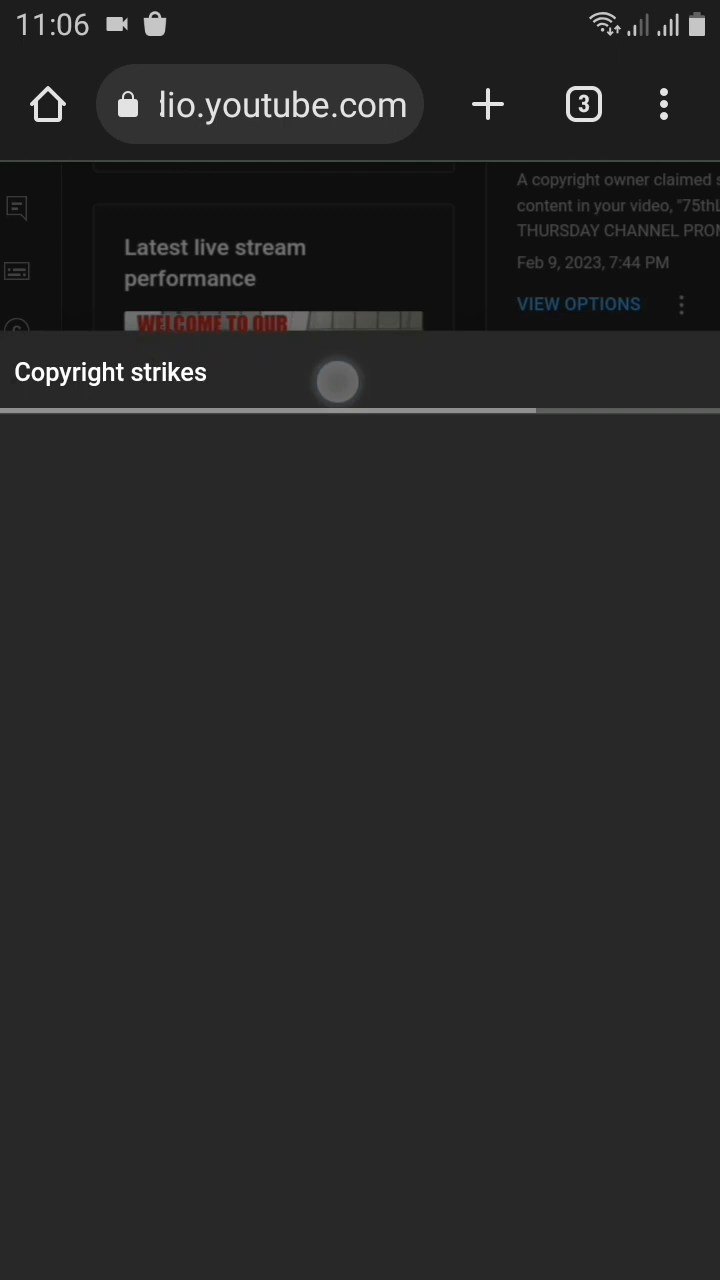 11:06
lio.youtube.com
3
A copyright owner claimed
content in your video, "75th
THURSDAY CHANNEL PRO
Feb 9, 2023, 7:44 PM
VIEW OPTIONS
Latest live stream
performance
WELCOME TO OUR
Copyright strikes